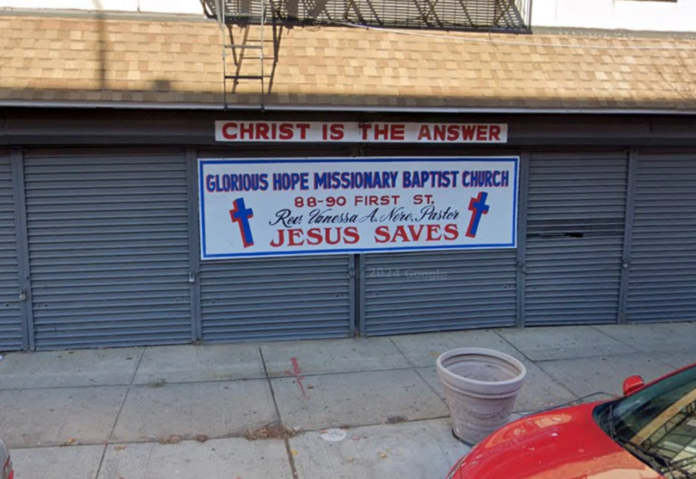 CHRIST IS THE ANSWER
GLORIOUS HOPE MISSIONARY BAPTIST CHURCH
88-90 FIRST ST.
Rev. Vanessa A. Nero, Pastor
JESUS SAVES
© 2024 Google